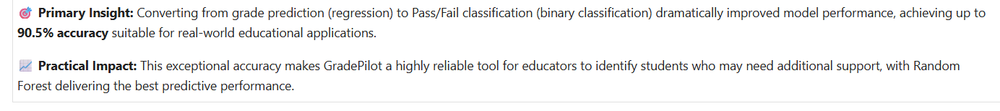 🎯 Primary Insight: Converting from grade prediction (regression) to Pass/Fail classification (binary classification) dramatically improved model performance, achieving up to
90.5% accuracy suitable for real-world educational applications.
📈 Practical Impact: This exceptional accuracy makes GradePilot a highly reliable tool for educators to identify students who may need additional support, with Random
Forest delivering the best predictive performance.